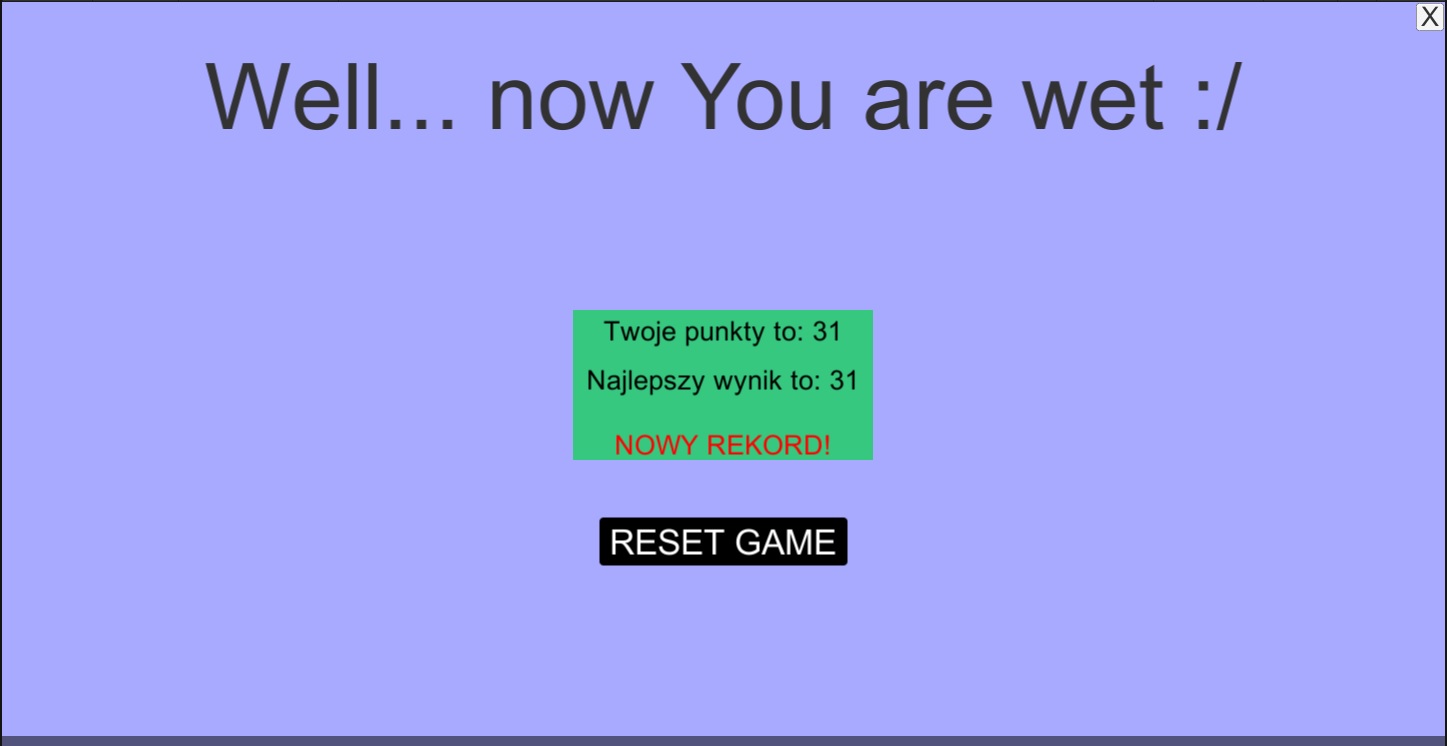 X
Well... now You are wet :/
Twoje punkty to: 31
Najlepszy wynik to: 31
NOWY REKORD!
RESET GAME